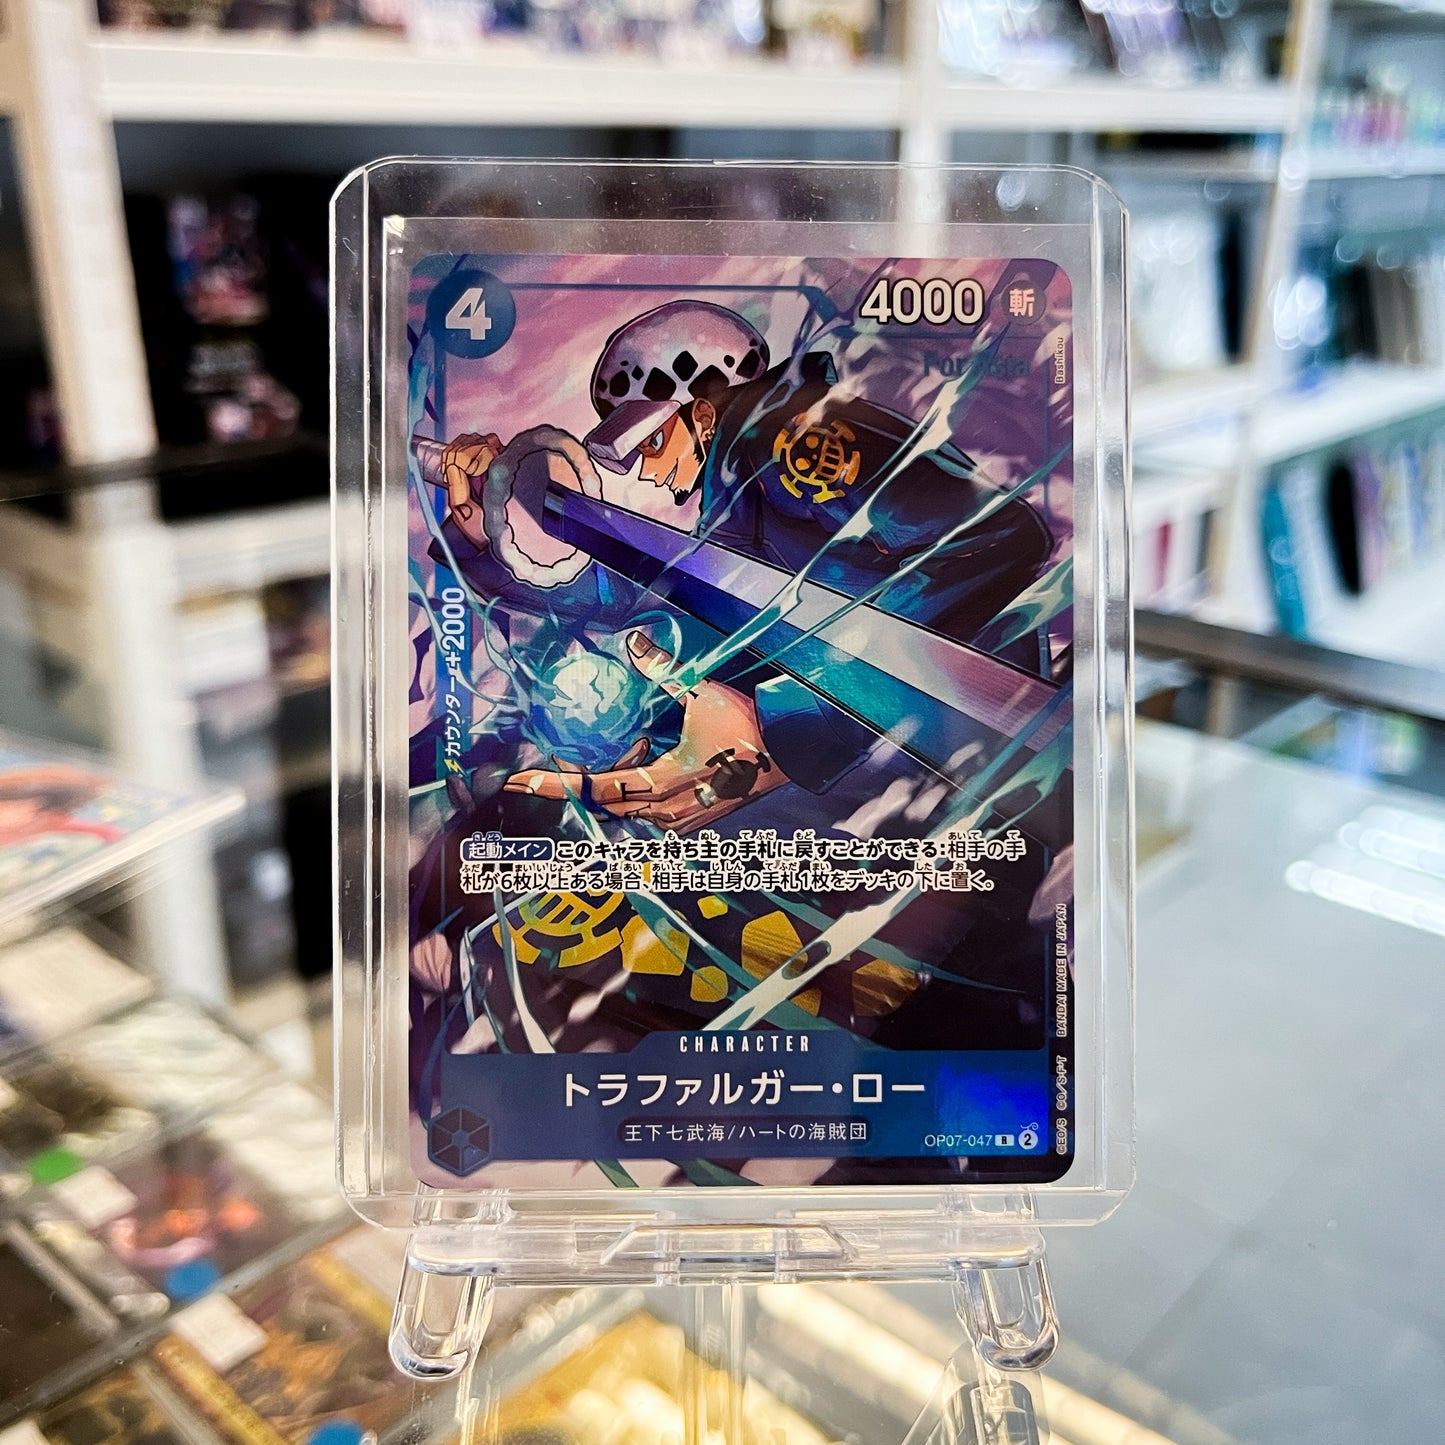 4
4000 斬
For Asia
Bashikou
カウンター+2000
起動メイン このキャラを持ち主の手札に戻すことができる：相手の手
札が6枚以上ある場合、相手は自身の手札1枚をデッキの下に置く。
CHARACTER
トラファルガー・ロー
王下七武海/ハートの海賊団
OP07-047 R 2
©EO/S ©O/S・F・T BANDAI MADE IN JAPAN